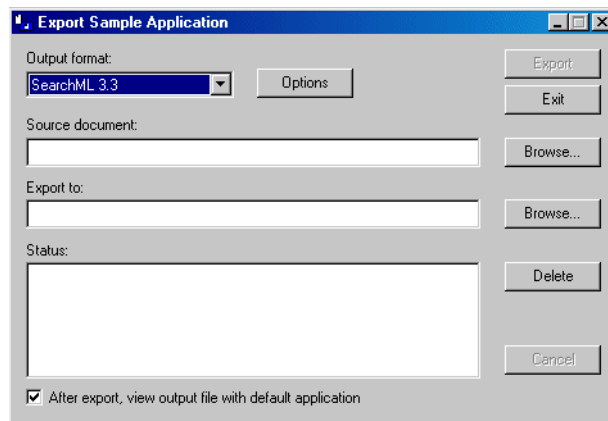 Export Sample Application
Output format:
SearchML 3.3
Options
Export
Exit
Source document:
Browse...
Export to:
Browse...
Status:
Delete
Cancel
After export, view output file with default application